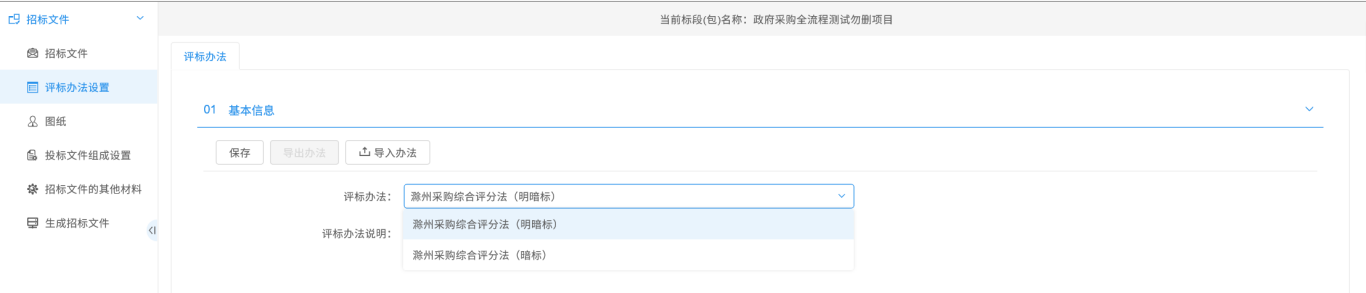 招标文件
当前标段(包)名称：政府采购全流程测试勿删项目
招标文件
评标办法设置
图纸
投标文件组成设置
招标文件的其他材料
生成招标文件
评标办法
01 基本信息
保存 导出办法 导入办法
评标办法： 滁州采购综合评分法（明暗标）
滁州采购综合评分法（明暗标）
评标办法说明：
滁州采购综合评分法（暗标）